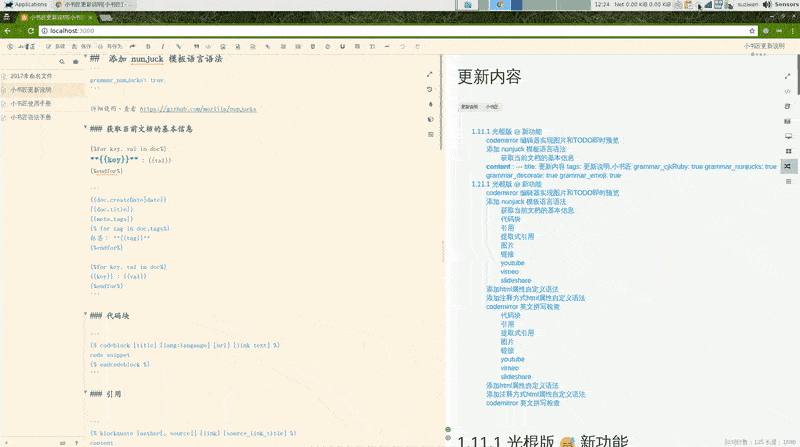 Applications
小书匠更新说明|小书匠|-
12:24 Net 0.00 KiB 0.00 KiB
suziwen
Sensors
小书匠更新说明|小书匠
localhost:3000
新建
保存
另存为
小书匠更新说明
2017未命名文件
小书匠更新说明
小书匠使用手册
小书匠语法手册
## 添加 nunjuck 模板语言语法
```
grammar_nunjucks: true.
```
详细说明、查看 https://github.com/mozilla/nunjucks
### 获取当前文档的基本信息
{%for key, val in doc%}
**{{key}}** : {{val}}
{%endfor%}
```
{{doc.createDate|date}}
{{doc.title}}
{{meta.tags}}
{% for tag in doc.tags%}
标签: **{{tag}}**
{%endfor%}
{%for key, val in doc%}
{{key}} : {{val}}
{%endfor%}
```
### 代码块
```
{% codeblock [title] [lang:language] [url] [link text] %}
code snippet
{% endcodeblock %}
```
### 引用
```
{% blockquote [author[, source]] [link] [source_link_title] %}
content
更新内容
更新说明 小书匠
1.11.1 光棍版 😅 新功能
codemirror 编辑器实现图片和TODO即时预览
添加 nunjuck 模板语言语法
获取当前文档的基本信息
content : --- title: 更新内容 tags: 更新说明,小书匠 grammar_cjkRuby: true grammar_nunjucks: true
grammar_decorate: true grammar_emoji: true
1.11.1 光棍版 😅 新功能
codemirror 编辑器实现图片和TODO即时预览
添加 nunjuck 模板语言语法
获取当前文档的基本信息
代码块
引用
提取式引用
图片
链接
youtube
vimeo
slideshare
添加html属性自定义语法
添加注释方式html属性自定义语法
codemirror 英文拼写检查
代码块
引用
提取式引用
图片
链接
youtube
vimeo
slideshare
添加html属性自定义语法
添加注释方式html属性自定义语法
codemirror 英文拼写检查
1.11.1 光棍版 😅 新功能